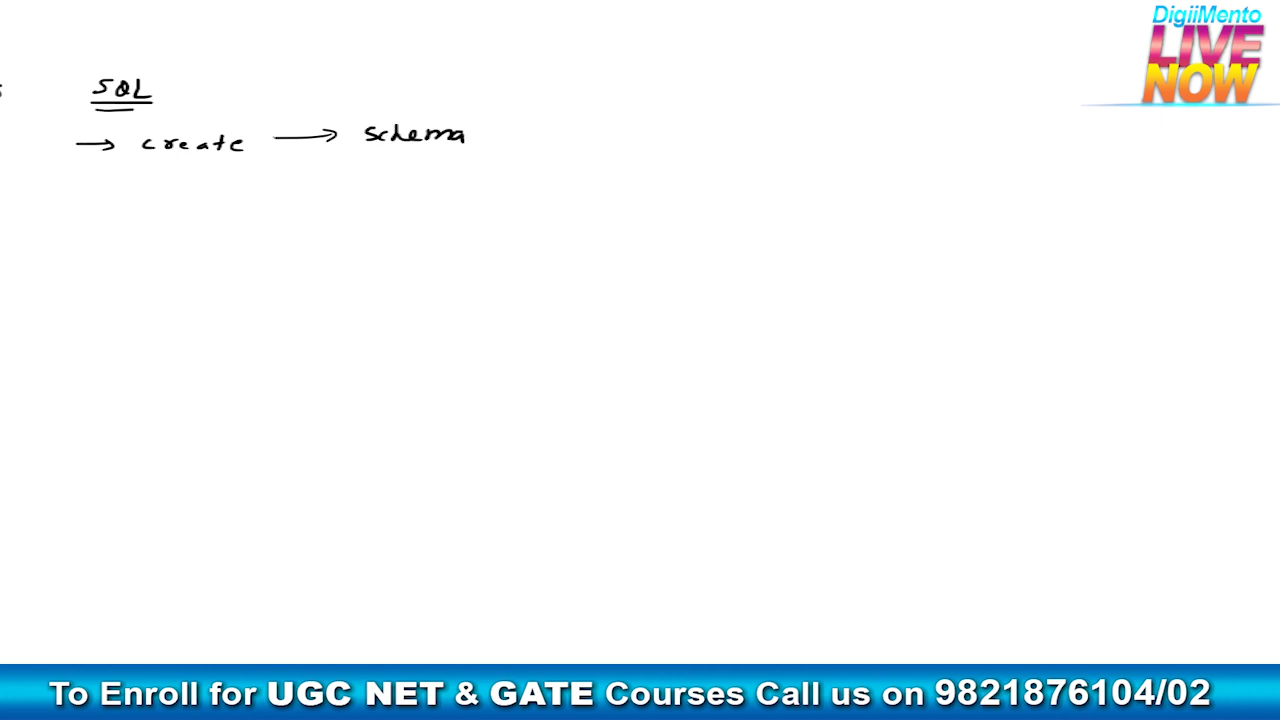 DigiiMento
LIVE
NOW
SQL
→ create → schema
To Enroll for UGC NET & GATE Courses Call us on 9821876104/02